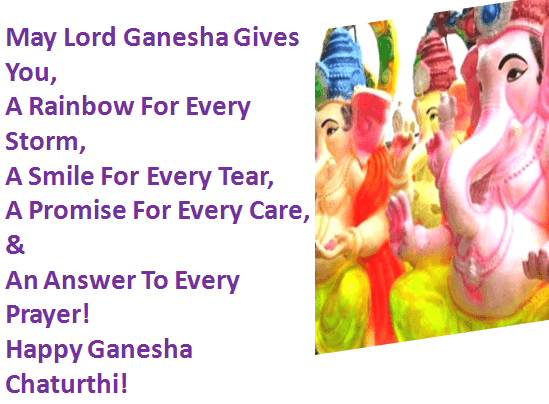 May Lord Ganesha Gives
You,
A Rainbow For Every
Storm,
A Smile For Every Tear,
A Promise For Every Care,
&
An Answer To Every
Prayer!
Happy Ganesha
Chaturthi!